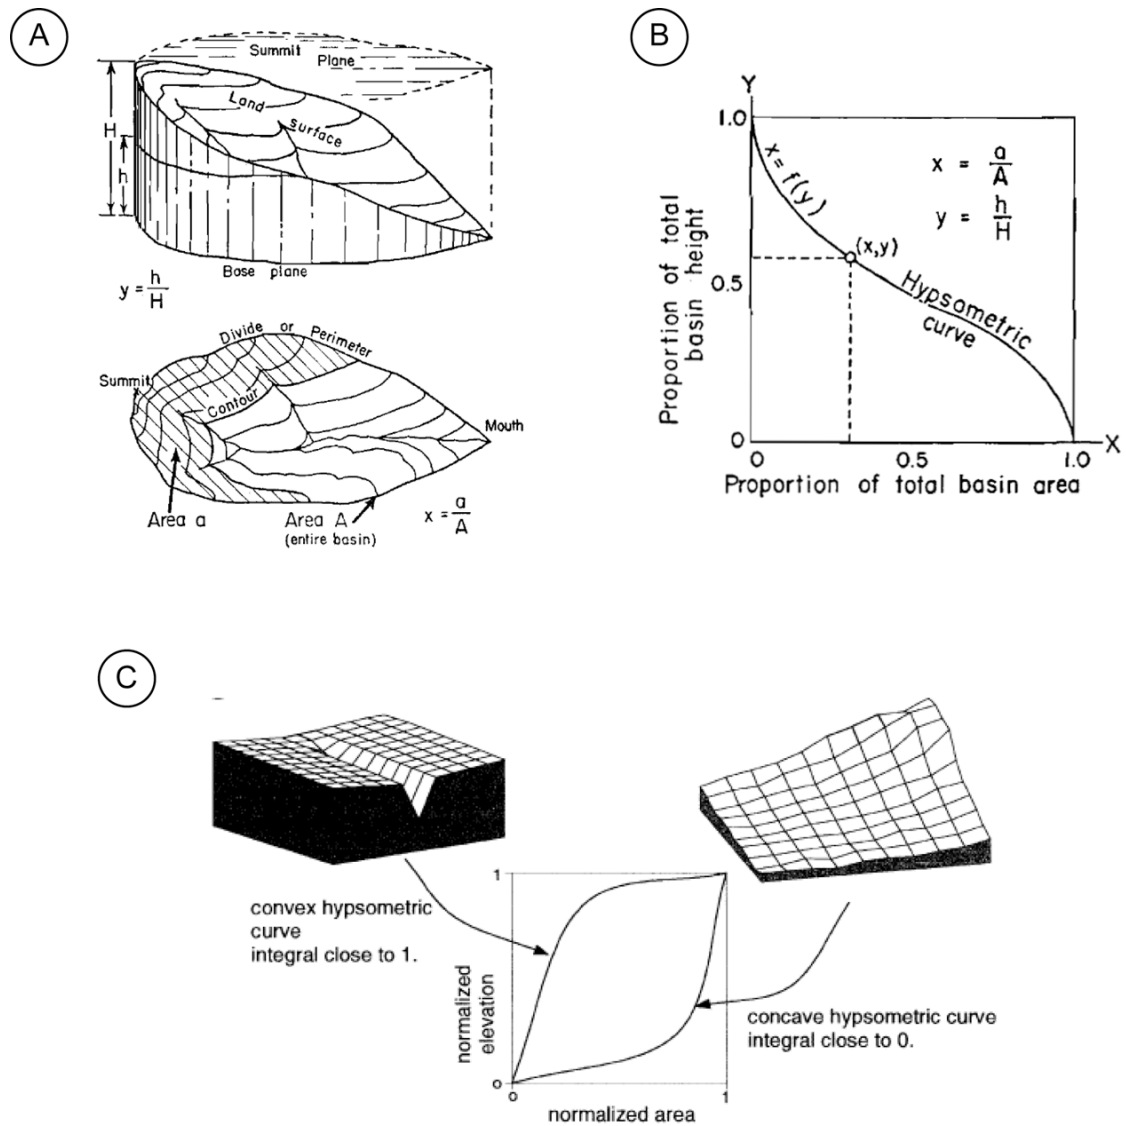 A
Summit
Plane
Land
surface
H
h
Base plane
y = h/H
Divide or Perimeter
Summit
Contour
Mouth
Area a
Area A
(entire basin)
x = a/A
B
Y
1.0
x = f(y)
x = a/A
y = h/H
(x,y)
Proportion of total
basin height
0.5
Hypsometric
curve
0
X
0
0.5
1.0
Proportion of total basin area
C
convex hypsometric
curve
integral close to 1.
1
normalized
elevation
0
0
1
normalized area
concave hypsometric curve
integral close to 0.